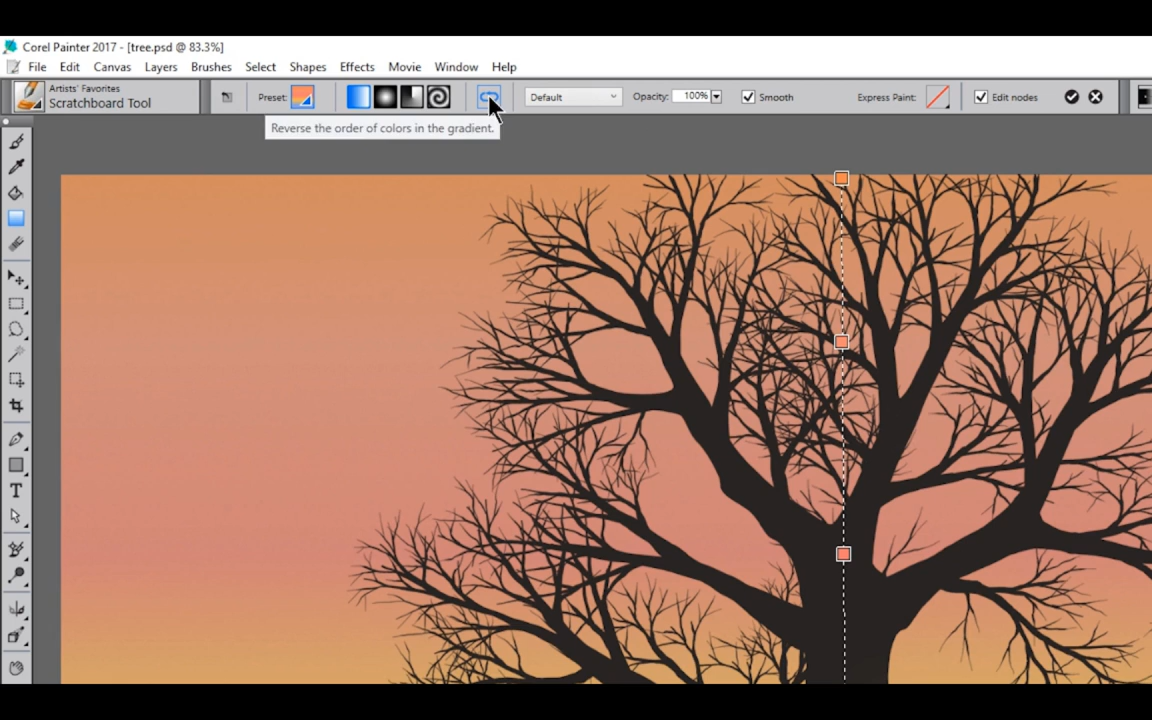 Corel Painter 2017 - [tree.psd @ 83.3%]
File Edit Canvas Layers Brushes Select Shapes Effects Movie Window Help
Artists' Favorites
Scratchboard Tool
Preset: Default Opacity: 100% Smooth Express Paint: Edit nodes
Reverse the order of colors in the gradient.
T